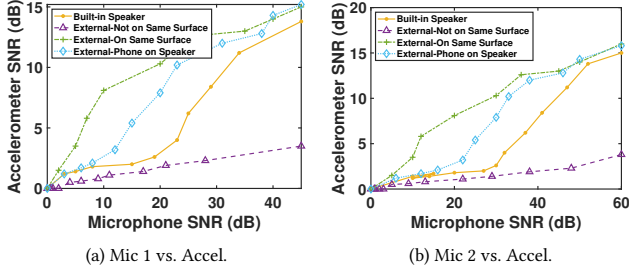 Accelerometer SNR (dB)
15
10
5
0
Built-in Speaker
External-Not on Same Surface
External-On Same Surface
External-Phone on Speaker
0 10 20 30 40
Microphone SNR (dB)
(a) Mic 1 vs. Accel.
Accelerometer SNR (dB)
20
15
10
5
0
Built-in Speaker
External-Not on Same Surface
External-On Same Surface
External-Phone on Speaker
0 20 40 60
Microphone SNR (dB)
(b) Mic 2 vs. Accel.